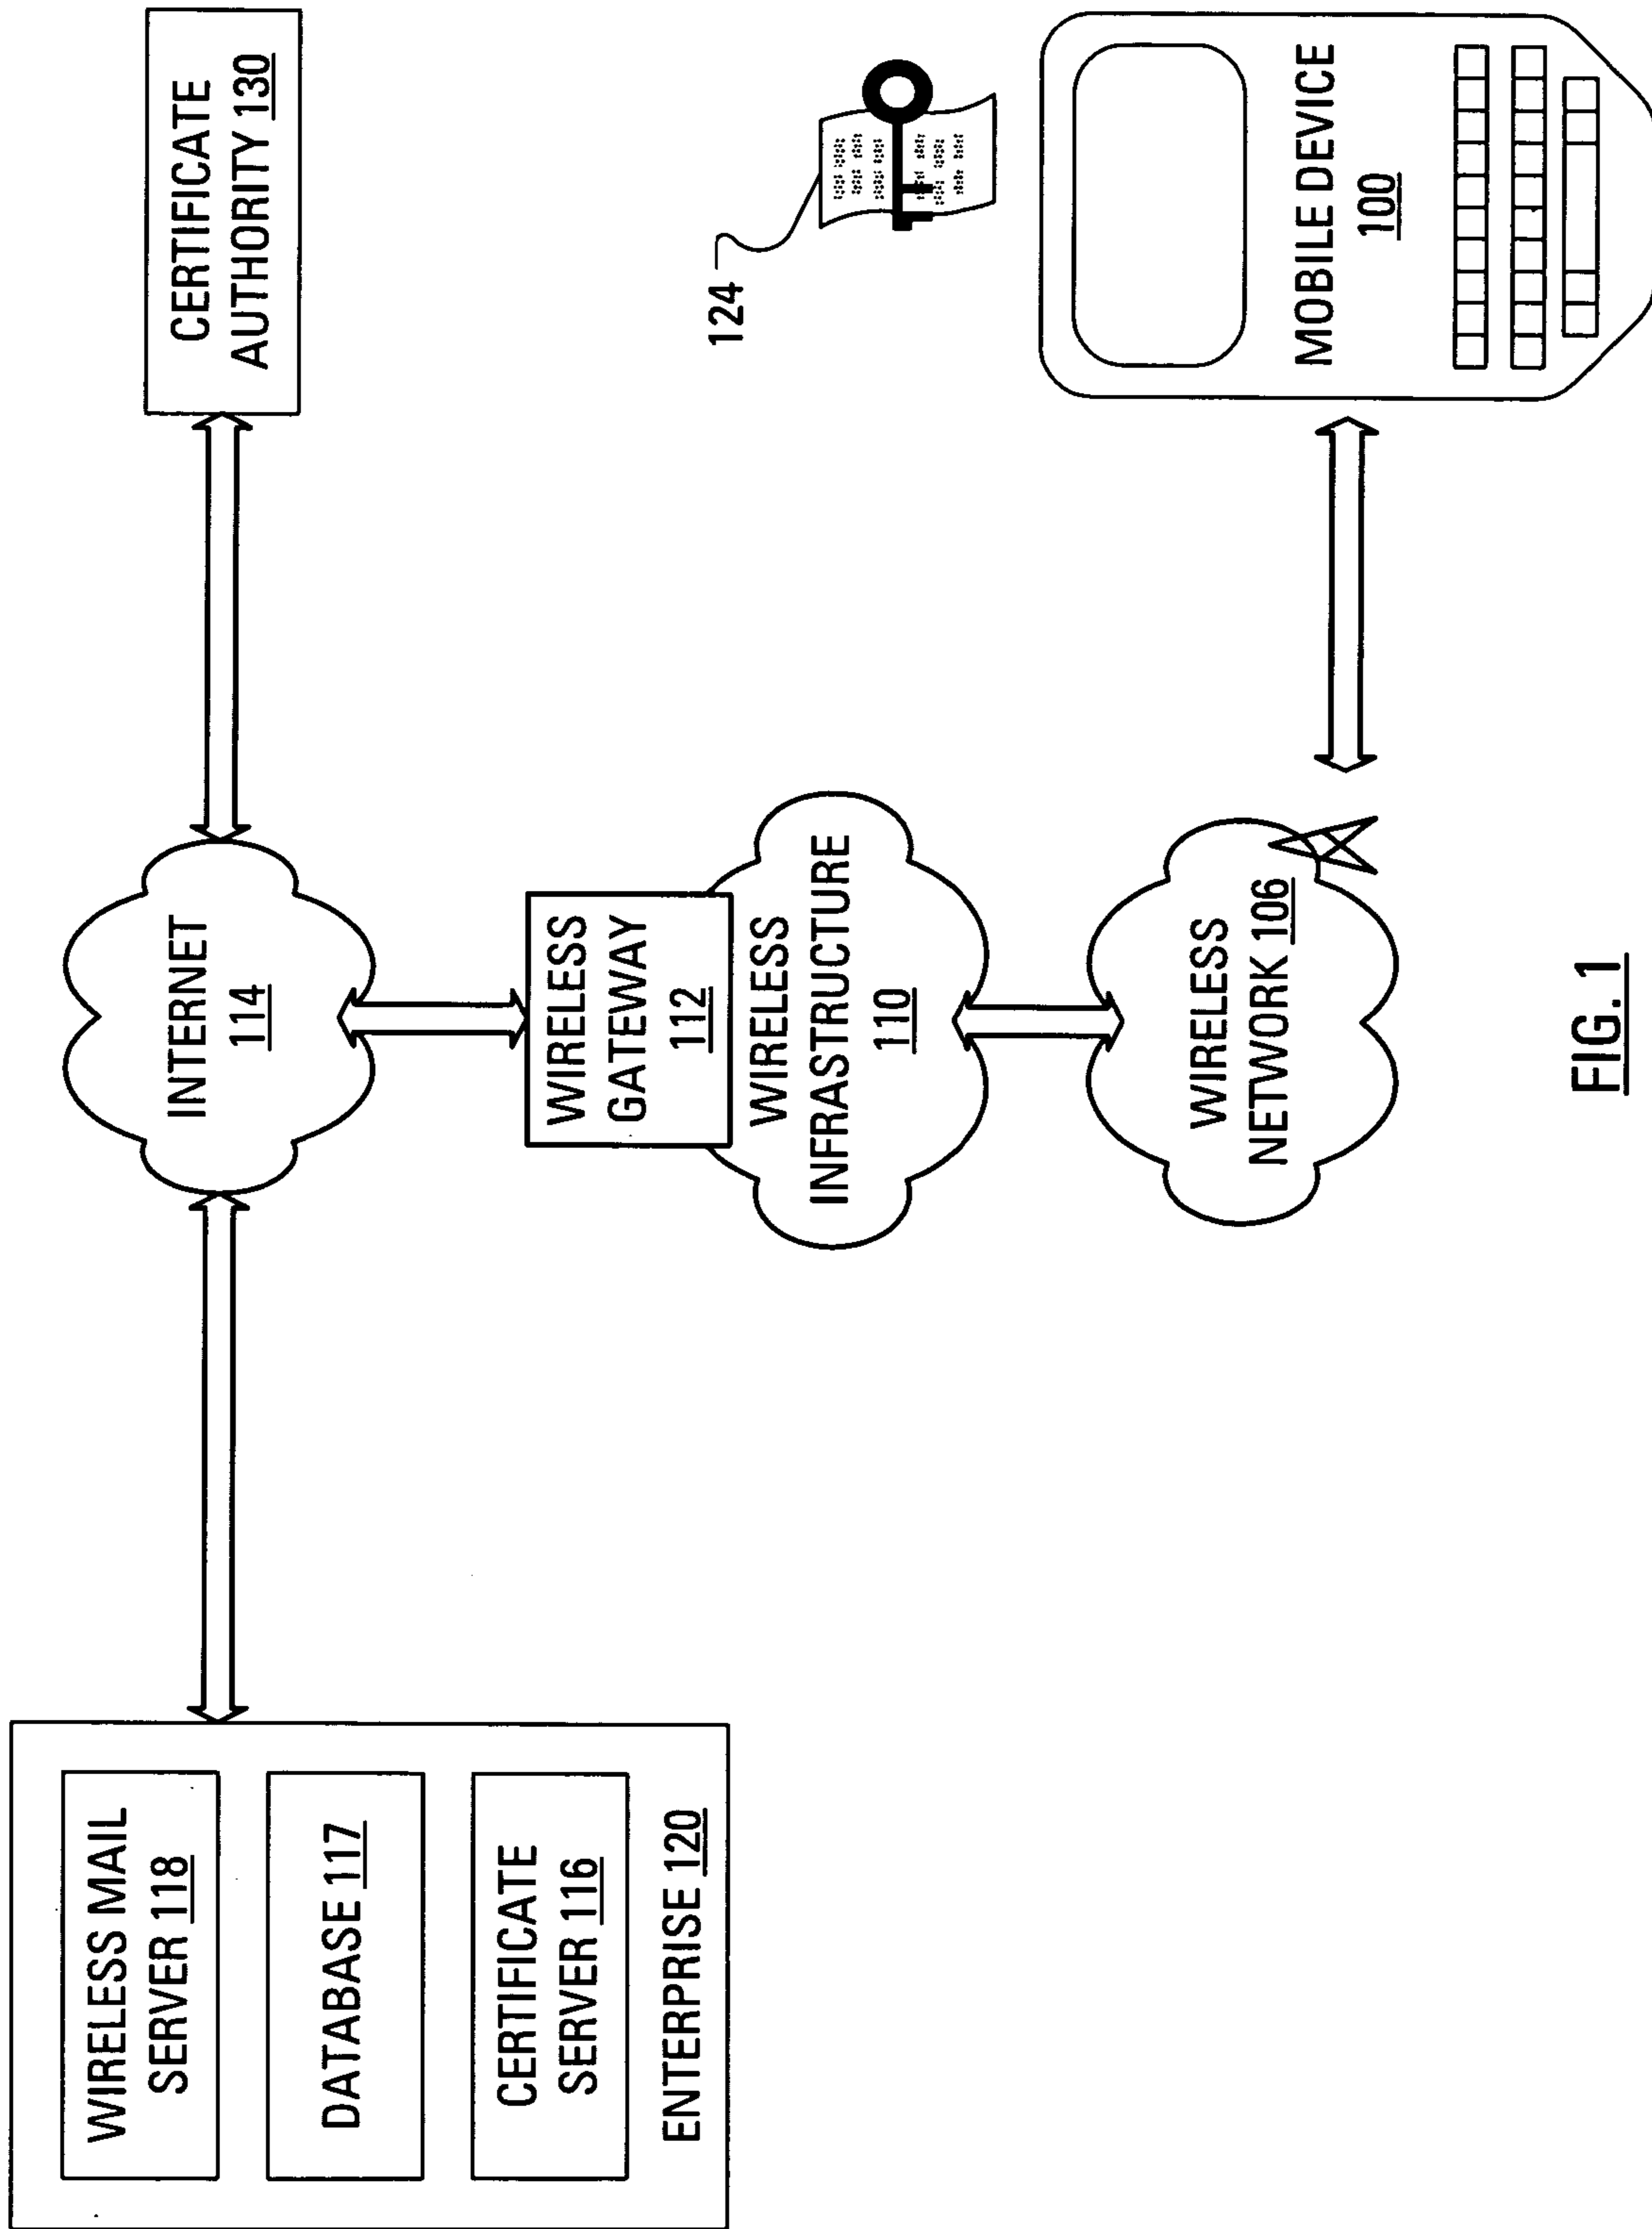 WIRELESS MAIL
SERVER 118
DATABASE 117
CERTIFICATE
SERVER 116
ENTERPRISE 120
INTERNET
114
WIRELESS
GATEWAY
112
WIRELESS
INFRASTRUCTURE
110
WIRELESS
NETWORK 106
CERTIFICATE
AUTHORITY 130
124
MOBILE DEVICE
100
FIG. 1